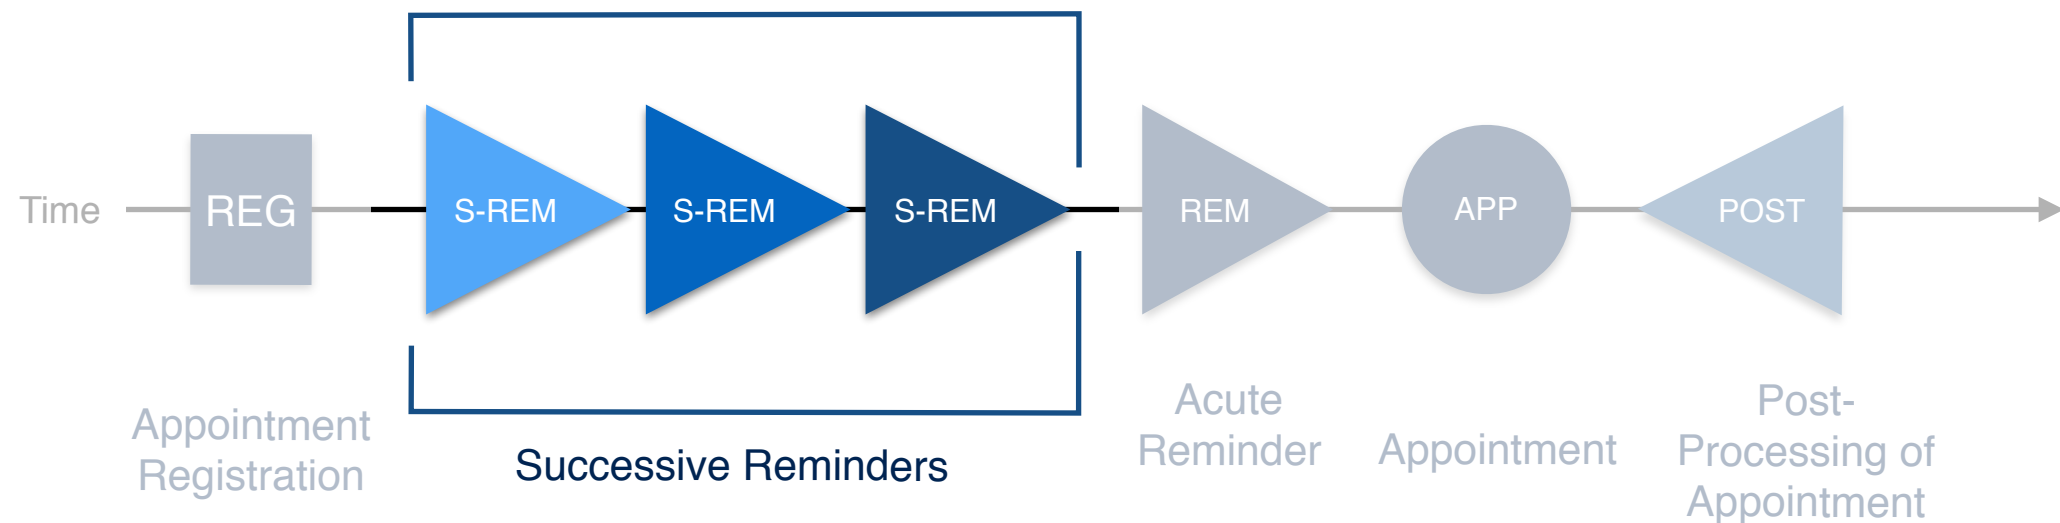 Time
REG
S-REM
S-REM
S-REM
REM
APP
POST
Appointment
Registration
Successive Reminders
Acute
Reminder
Appointment
Post-
Processing of
Appointment